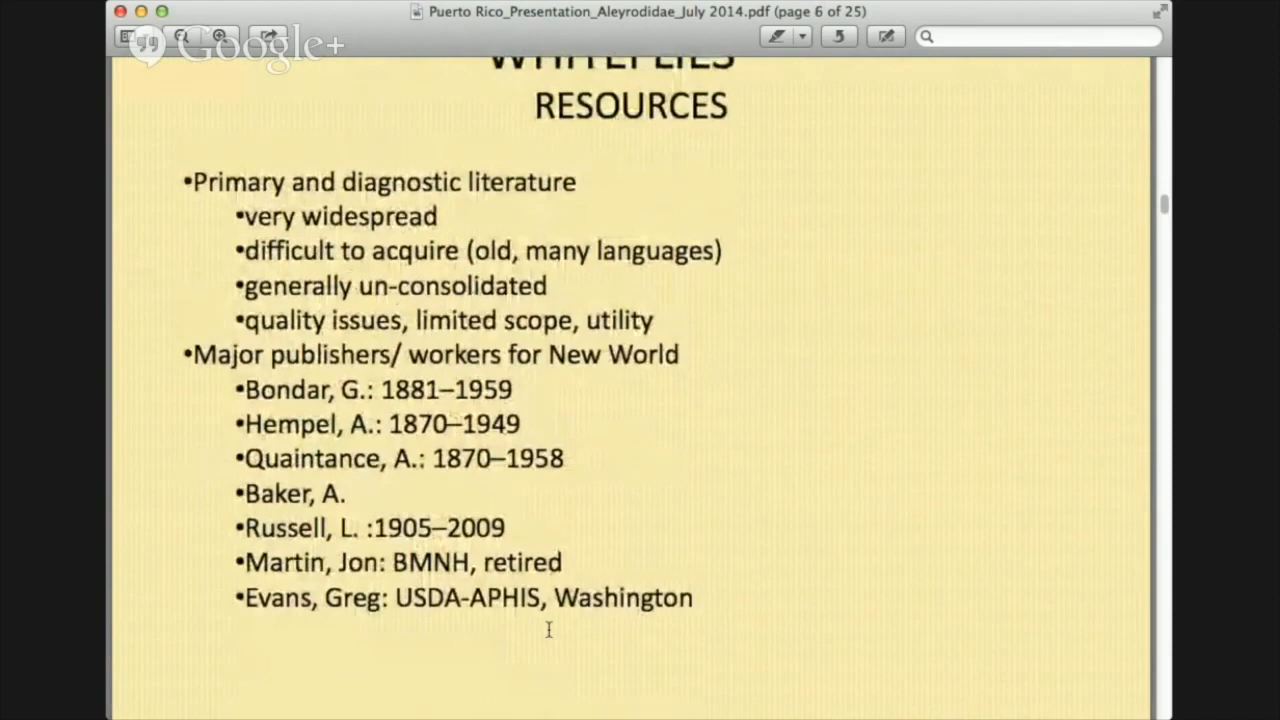 Puerto Rico_Presentation_Aleyrodidae_July 2014.pdf (page 6 of 25)
Google+
WHITEFLIES
RESOURCES
•Primary and diagnostic literature
•very widespread
•difficult to acquire (old, many languages)
•generally un-consolidated
•quality issues, limited scope, utility
•Major publishers/ workers for New World
•Bondar, G.: 1881–1959
•Hempel, A.: 1870–1949
•Quaintance, A.: 1870–1958
•Baker, A.
•Russell, L. :1905–2009
•Martin, Jon: BMNH, retired
•Evans, Greg: USDA-APHIS, Washington